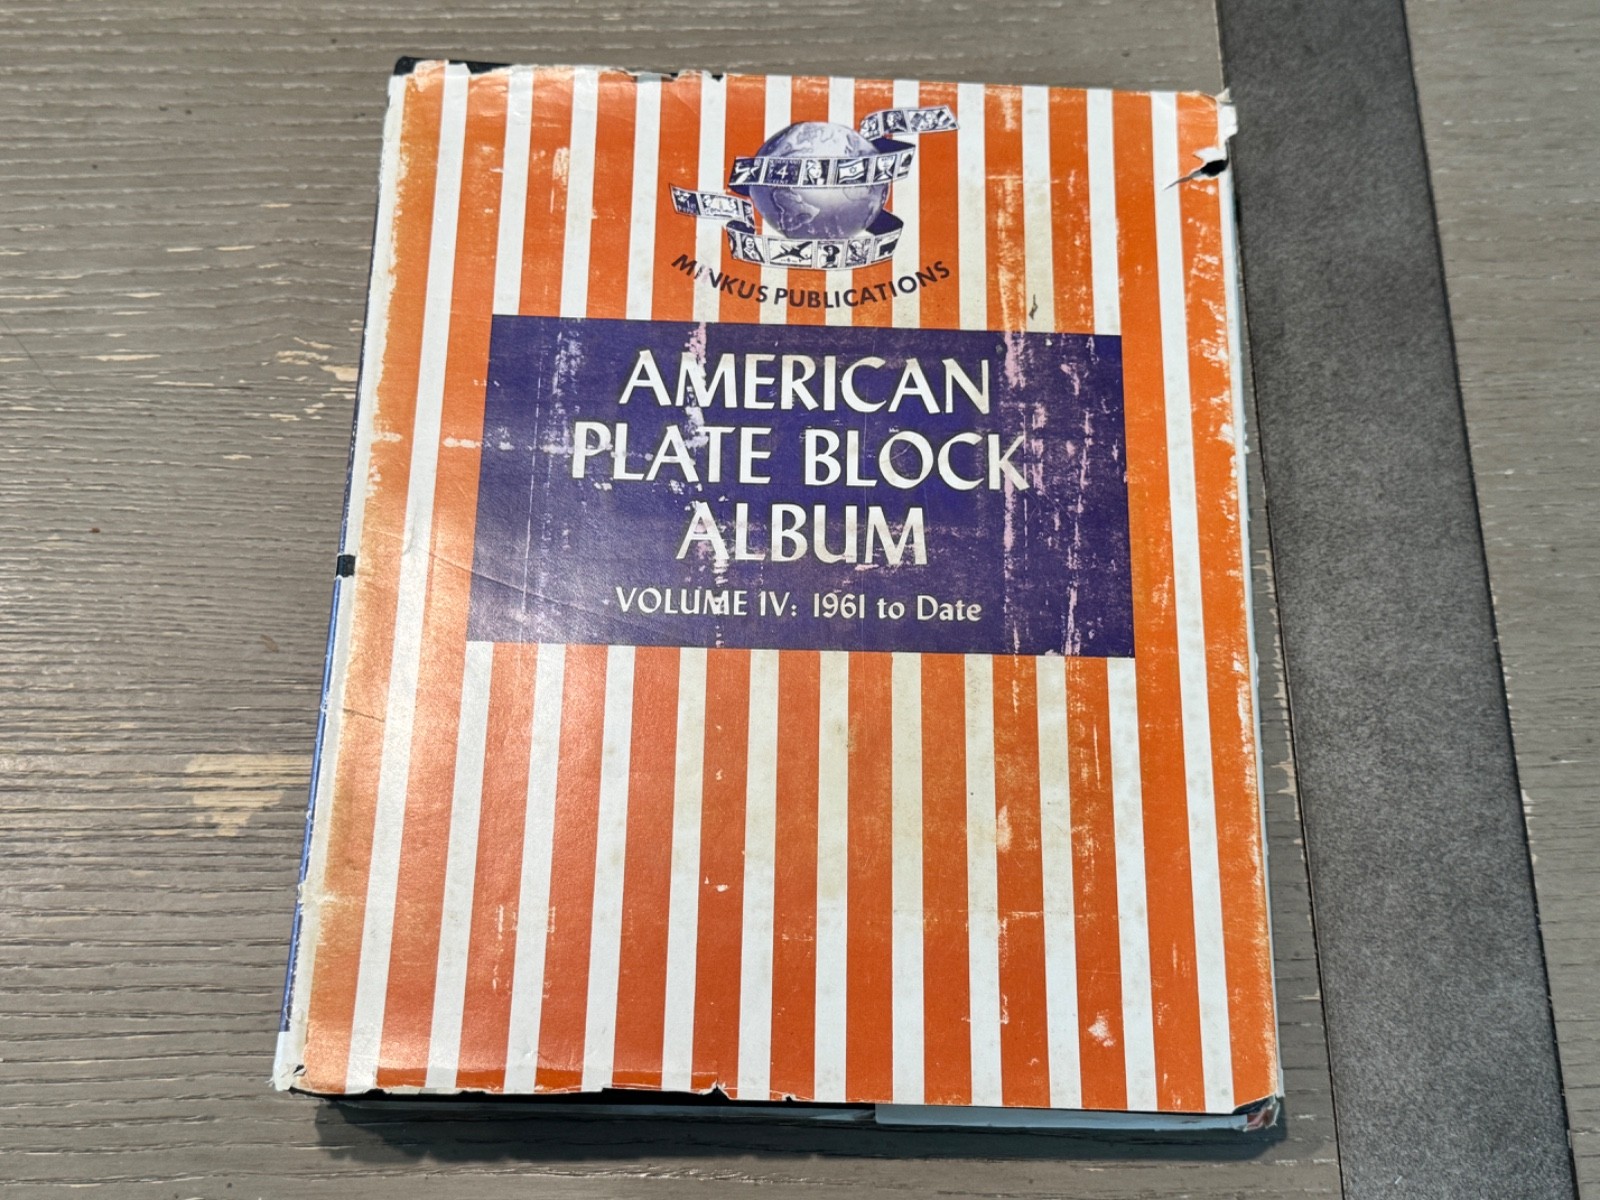 MINKUS PUBLICATIONS
AMERICAN
PLATE BLOCK
ALBUM
VOLUME IV: 1961 to Date